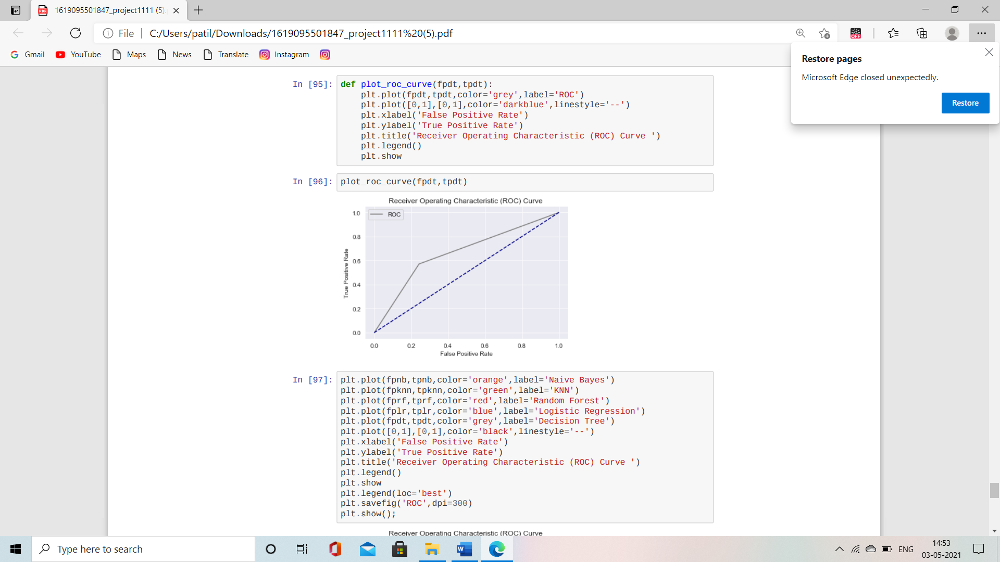 1619095501847_project1111 (5).
File
C:/Users/patil/Downloads/1619095501847_project1111%20(5).pdf
OFF
Gmail
YouTube
Maps
News
Translate
Instagram
Restore pages
Microsoft Edge closed unexpectedly.
Restore
In [95]:
def plot_roc_curve(fpdt,tpdt):
    plt.plot(fpdt,tpdt,color='grey',label='ROC')
    plt.plot([0,1],[0,1],color='darkblue',linestyle='--')
    plt.xlabel('False Positive Rate')
    plt.ylabel('True Positive Rate')
    plt.title('Receiver Operating Characteristic (ROC) Curve ')
    plt.legend()
    plt.show
In [96]:
plot_roc_curve(fpdt,tpdt)
Receiver Operating Characteristic (ROC) Curve
ROC
1.0
0.8
0.6
0.4
0.2
0.0
True Positive Rate
0.0 0.2 0.4 0.6 0.8 1.0
False Positive Rate
In [97]:
plt.plot(fpnb,tpnb,color='orange',label='Naive Bayes')
plt.plot(fpknn,tpknn,color='green',label='KNN')
plt.plot(fprf,tprf,color='red',label='Random Forest')
plt.plot(fplr,tplr,color='blue',label='Logistic Regression')
plt.plot(fpdt,tpdt,color='grey',label='Decision Tree')
plt.plot([0,1],[0,1],color='black',linestyle='--')
plt.xlabel('False Positive Rate')
plt.ylabel('True Positive Rate')
plt.title('Receiver Operating Characteristic (ROC) Curve ')
plt.legend()
plt.show
plt.legend(loc='best')
plt.savefig('ROC',dpi=300)
plt.show();
Receiver Operating Characteristic (ROC) Curve
Type here to search
ENG
14:53
03-05-2021